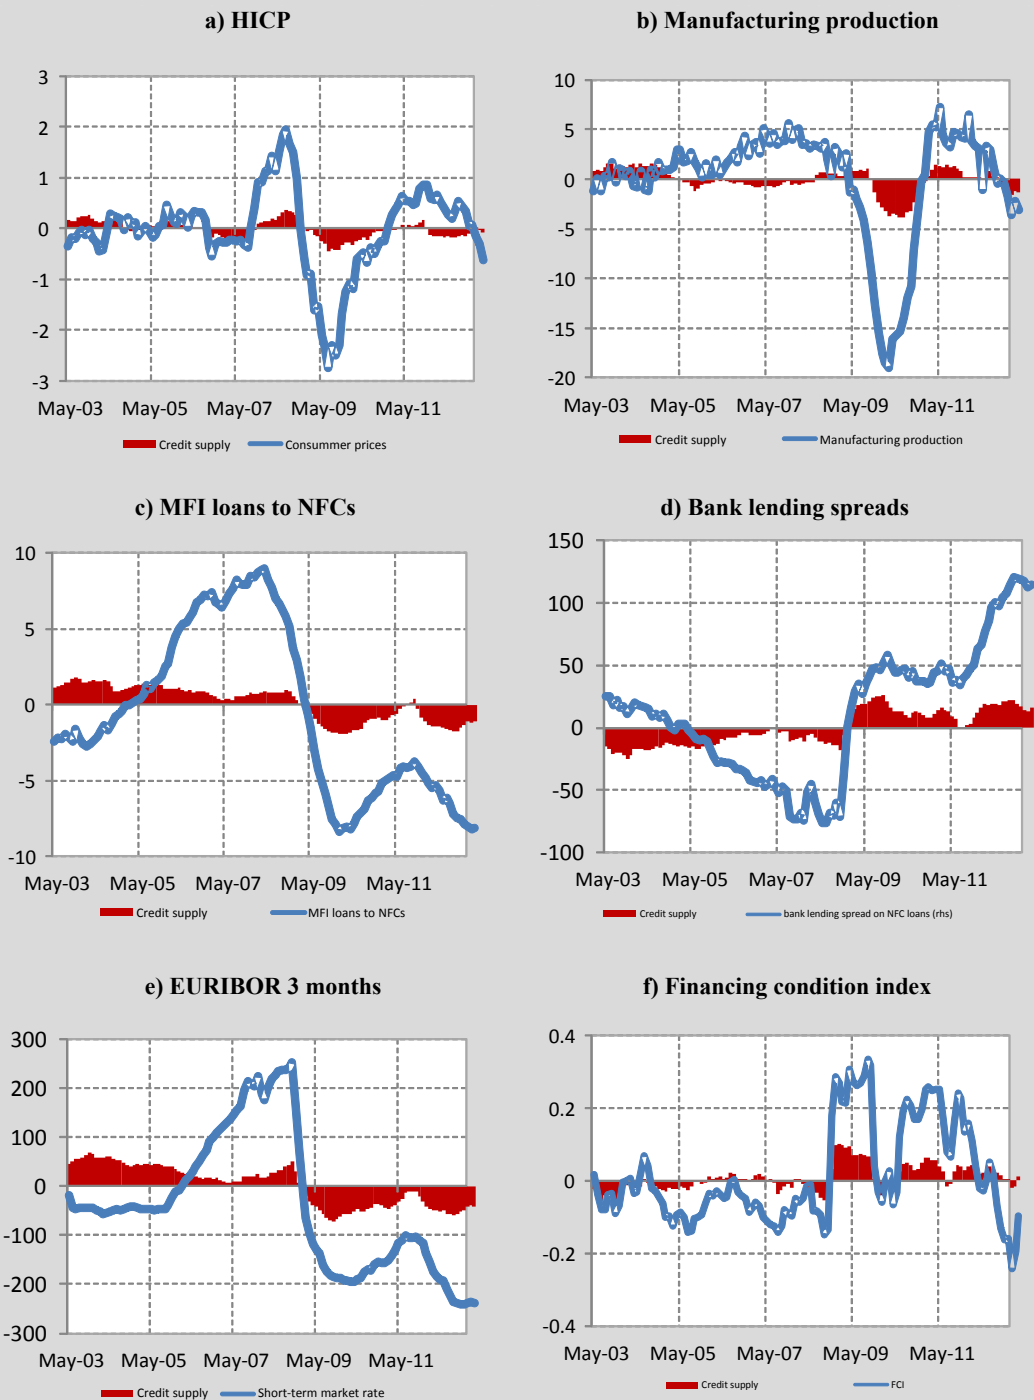 a) HICP
3
2
1
0
-1
-2
-3
May-03 May-05 May-07 May-09 May-11
Credit supply Consummer prices
b) Manufacturing production
10
5
0
-5
-10
-15
-20
May-03 May-05 May-07 May-09 May-11
Credit supply Manufacturing production
c) MFI loans to NFCs
10
5
0
-5
-10
May-03 May-05 May-07 May-09 May-11
Credit supply MFI loans to NFCs
d) Bank lending spreads
150
100
50
0
-50
-100
May-03 May-05 May-07 May-09 May-11
Credit supply bank lending spread on NFC loans (rhs)
e) EURIBOR 3 months
300
200
100
0
-100
-200
-300
May-03 May-05 May-07 May-09 May-11
Credit supply Short-term market rate
f) Financing condition index
0.4
0.2
0
-0.2
-0.4
May-03 May-05 May-07 May-09 May-11
Credit supply FCI